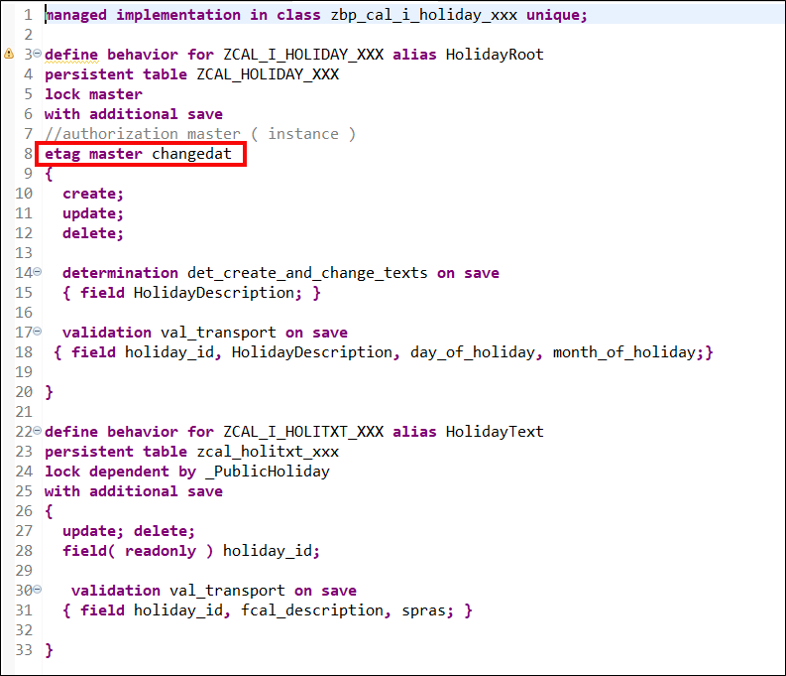 1 managed implementation in class zbp_cal_i_holiday_xxx unique;
2
3 define behavior for ZCAL_I_HOLIDAY_XXX alias HolidayRoot
4 persistent table ZCAL_HOLIDAY_XXX
5 lock master
6 with additional save
7 //authorization master ( instance )
8 etag master changedat
9 {
10 create;
11 update;
12 delete;
13
14 determination det_create_and_change_texts on save
15 { field HolidayDescription; }
16
17 validation val_transport on save
18 { field holiday_id, HolidayDescription, day_of_holiday, month_of_holiday;}
19
20 }
21
22 define behavior for ZCAL_I_HOLITXT_XXX alias HolidayText
23 persistent table zcal_holitxt_xxx
24 lock dependent by _PublicHoliday
25 with additional save
26 {
27 update; delete;
28 field( readonly ) holiday_id;
29
30 validation val_transport on save
31 { field holiday_id, fcal_description, spras; }
32
33 }